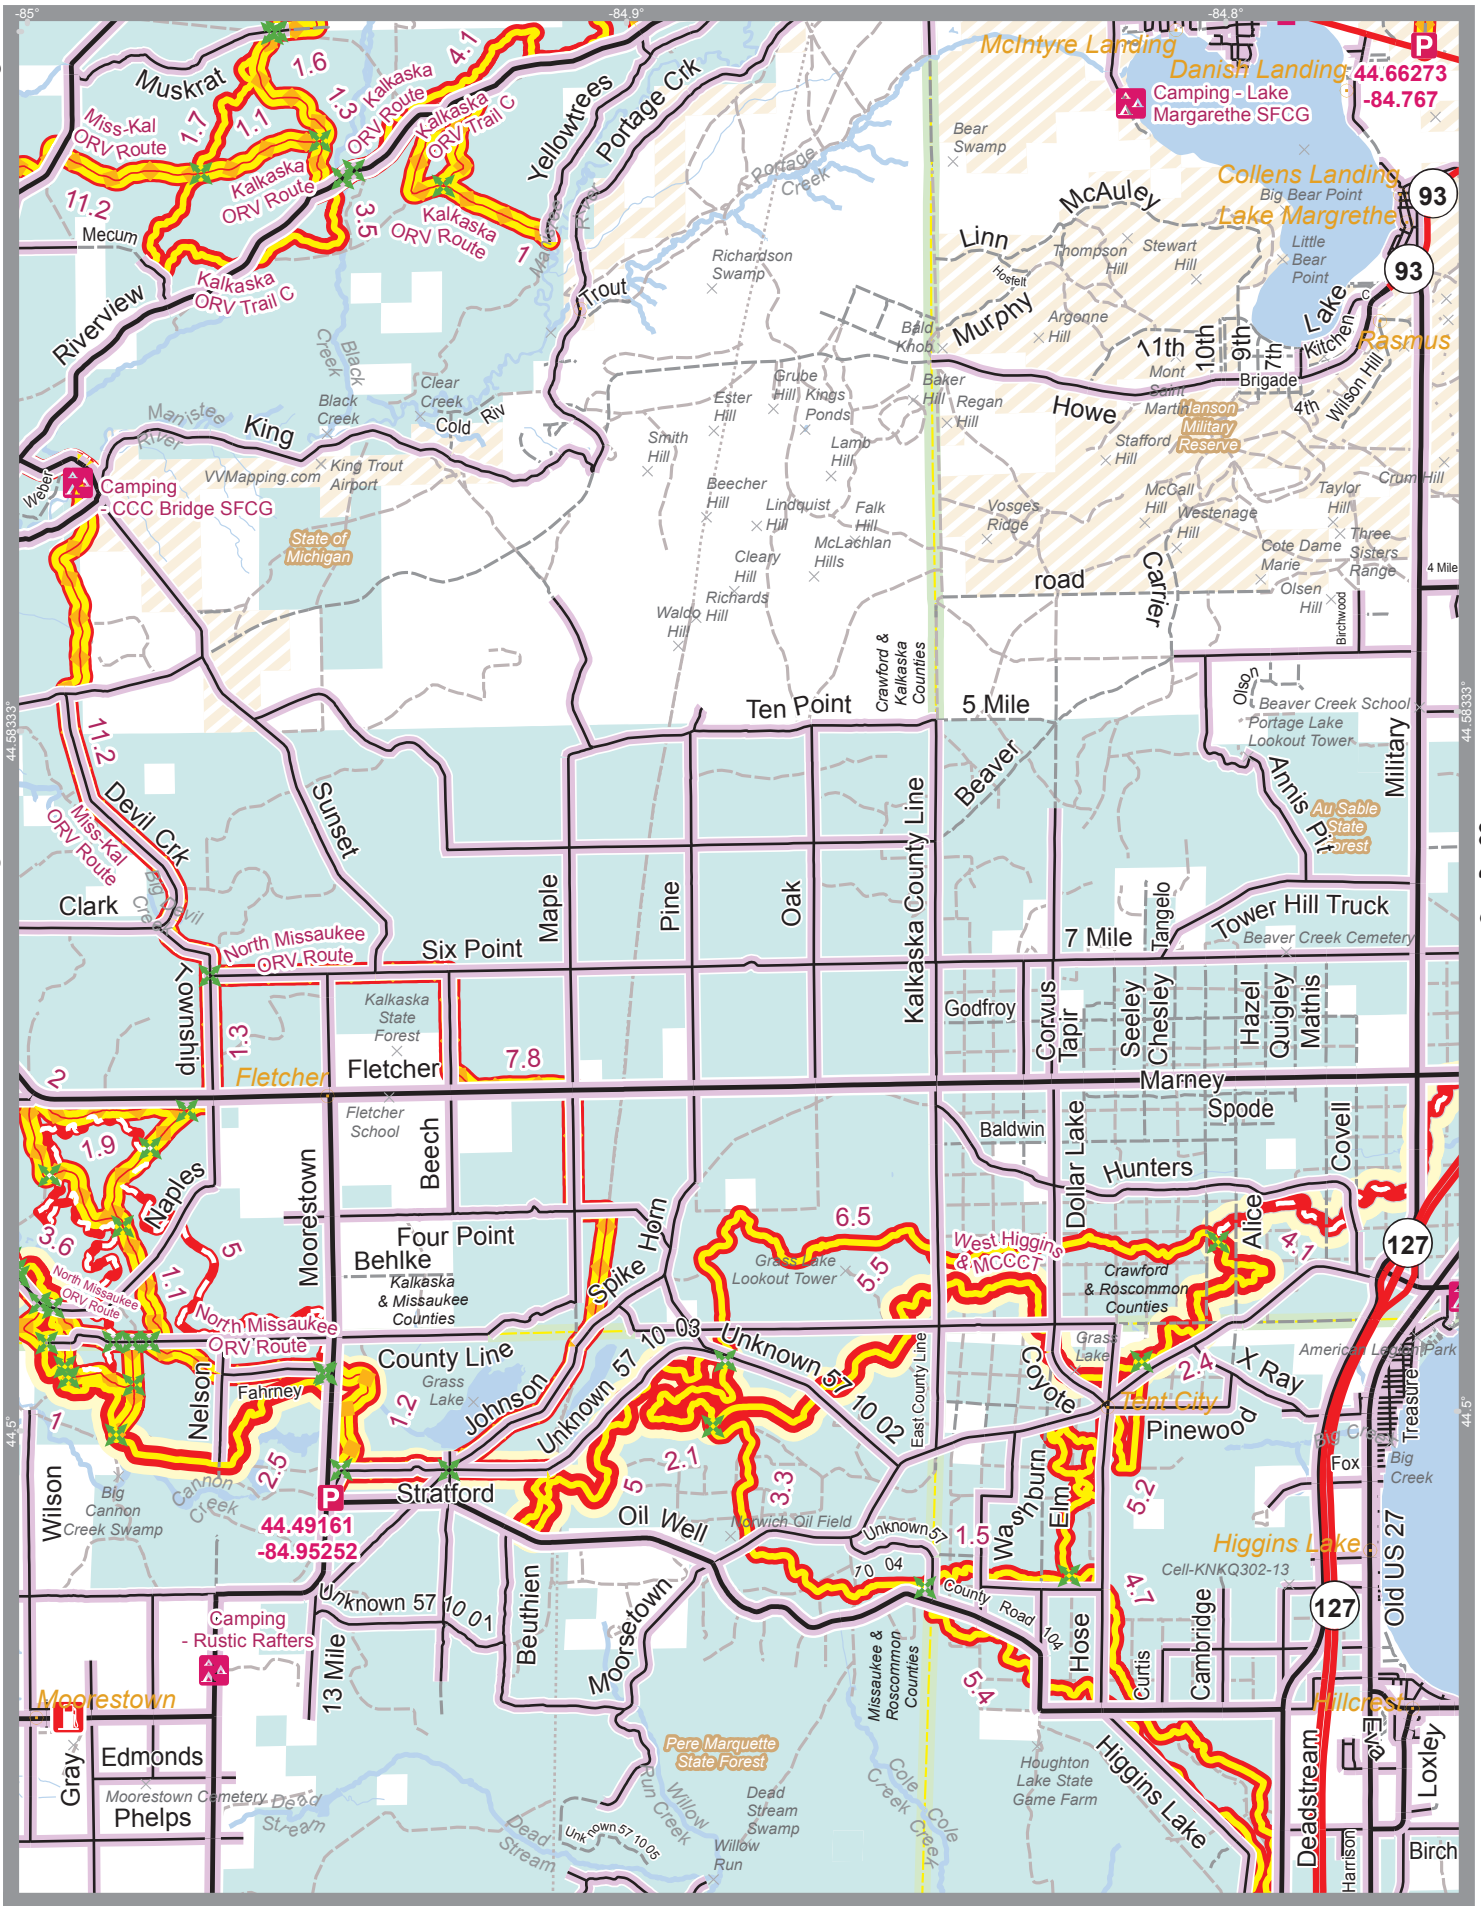 -85°
-84.9°
-84.8°
McIntyre Landing
Danish Landing
P
44.66273
-84.767
Camping - Lake
Margarethe SFCG
Muskrat
1.6
1.3
4.1
Kalkaska
ORV Route
Kalkaska
ORV Trail C
1.7
1.1
Miss-Kal
ORV Route
Yellowtrees
Portage Crk
Bear
Swamp
Portage
Creek
Collens Landing
Big Bear Point
93
Kalkaska
ORV Route
11.2
3.5
McAuley
Lake Margrethe
Mecum
Kalkaska
ORV Route
1
River
Linn
Thompson
Hill
Stewart
Hill
Little
Bear
Point
93
Richardson
Swamp
Hosfelt
Kalkaska
ORV Trail C
Trout
Riverview
Murphy
Argonne
Hill
Lake
C
Kitchen
Rasmus
Bald
Knob
11th
10th
9th
7th
Black
Creek
Black
Creek
Clear
Creek
Cold
Riv
Grube
Hill
Kings
Ponds
Baker
Hill
Regan
Hill
Mont
Saint
Martin
Brigade
4th
Wilson Hill
Howe
Hanson
Military
Reserve
Ester
Hill
Manistee
River
King
Smith
Hill
Lamb
Hill
Stafford
Hill
Crum Hill
VVMapping.com
King Trout
Airport
Weber
Camping
- CCC Bridge SFCG
Beecher
Hill
Lindquist
Hill
Falk
Hill
Vosges
Ridge
McCall
Hill
Westenage
Hill
Taylor
Hill
Three
Sisters
Range
State of
Michigan
Cleary
Hill
McLachlan
Hills
Cote Dame
Marie
4 Mile
road
Carrier
Olsen
Hill
Birchwood
Waldo
Hill
Richards
Hill
Crawford &
Kalkaska
Counties
Ten Point
5 Mile
Olson
Beaver Creek School
Portage Lake
Lookout Tower
Military
44.58333°
44.58333°
11.2
Devil Crk
Miss-Kal
ORV Route
Sunset
Beaver
Annis Pit
Au Sable
State
Forest
Big Devil
Creek
Clark
Maple
Pine
Oak
Kalkaska County Line
Tangelo
Tower Hill Truck
North Missaukee
ORV Route
Six Point
7 Mile
Beaver Creek Cemetery
Township
1.3
Kalkaska
State
Forest
Godfroy
Corvus
Tapir
Seeley
Chesley
Hazel
Quigley
Mathis
2
Fletcher
Fletcher
7.8
Marney
Fletcher
School
Spode
1.9
Baldwin
Dollar Lake
Covell
Naples
Moorestown
Beech
Hunters
3.6
5
Four Point
Behlke
Horn
6.5
Alice
4.1
127
1.1
North Missaukee
ORV Route
Kalkaska
& Missaukee
Counties
Spike
Grass Lake
Lookout Tower
5.5
West Higgins
& MCCCT
Crawford
& Roscommon
Counties
North Missaukee
ORV Route
County Line
Unknown 57 10 03
Unknown 57 10 02
East County Line
Grass
Lake
American Legion Park
Nelson
Fahrney
1.2
Grass
Lake
Johnson
Coyote
2.4
X Ray
Tent City
Treasure
44.5°
44.5°
1
Pinewood
Big Creek
Big
Creek
Fox
2.5
Wilson
Big
Cannon
Creek Swamp
Cannon
Creek
P
44.49161
-84.95252
Stratford
5
2.1
3.3
Oil Well
Norwich Oil Field
Unknown 57
10 04
1.5
Washburn
Elm
5.2
Higgins Lake
Cell-KNKQ302-13
Old US 27
127
Unknown 57 10 01
Beuthien
Moorsetown
County Road 104
4.7
Camping
- Rustic Rafters
13 Mile
Missaukee &
Roscommon
Counties
5.4
Hose
Curtis
Cambridge
Moorestown
Hillcrest
Gray
Edmonds
Moorestown Cemetery
Phelps
Dead
Stream
Pere Marquette
State Forest
Willow
Run Creek
Dead
Stream
Swamp
Cole
Creek
Cole
Creek
Houghton
Lake State
Game Farm
Higgins Lake
Deadstream
Eva
Loxley
Dead
Stream
Unknown 57 10 05
Willow
Run
Harrison
Birch